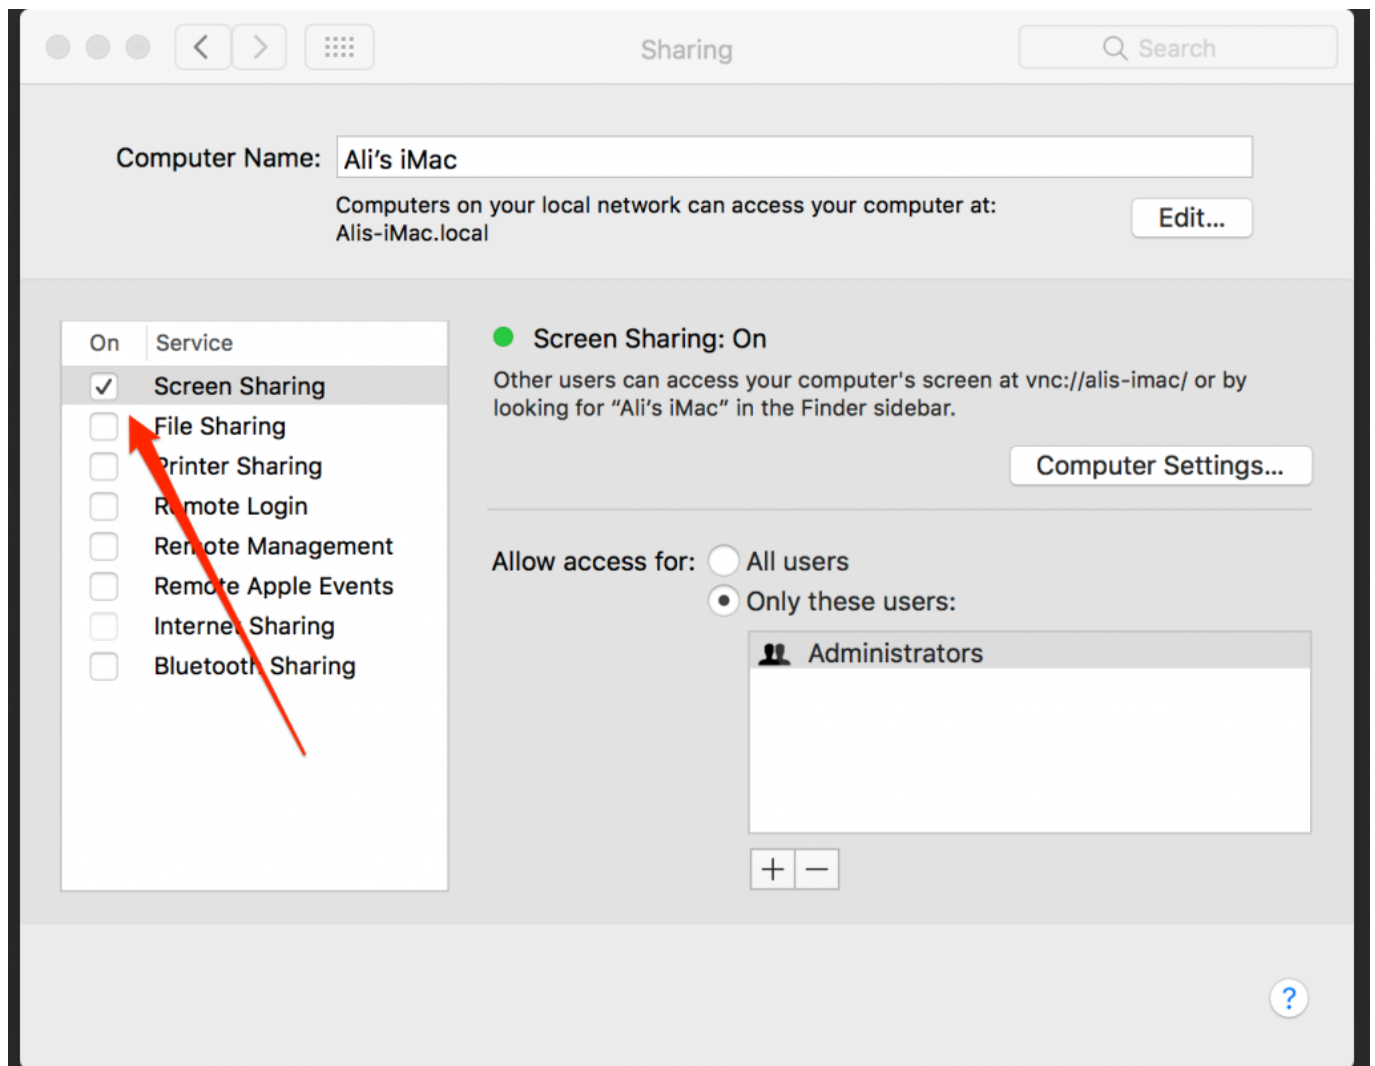 Sharing
Search
Computer Name:
Ali’s iMac
Computers on your local network can access your computer at:
Alis-iMac.local
Edit...
On
Service
Screen Sharing
File Sharing
Printer Sharing
Remote Login
Remote Management
Remote Apple Events
Internet Sharing
Bluetooth Sharing
Screen Sharing: On
Other users can access your computer's screen at vnc://alis-imac/ or by
looking for “Ali’s iMac” in the Finder sidebar.
Computer Settings...
Allow access for:
All users
Only these users:
Administrators
+
−
?